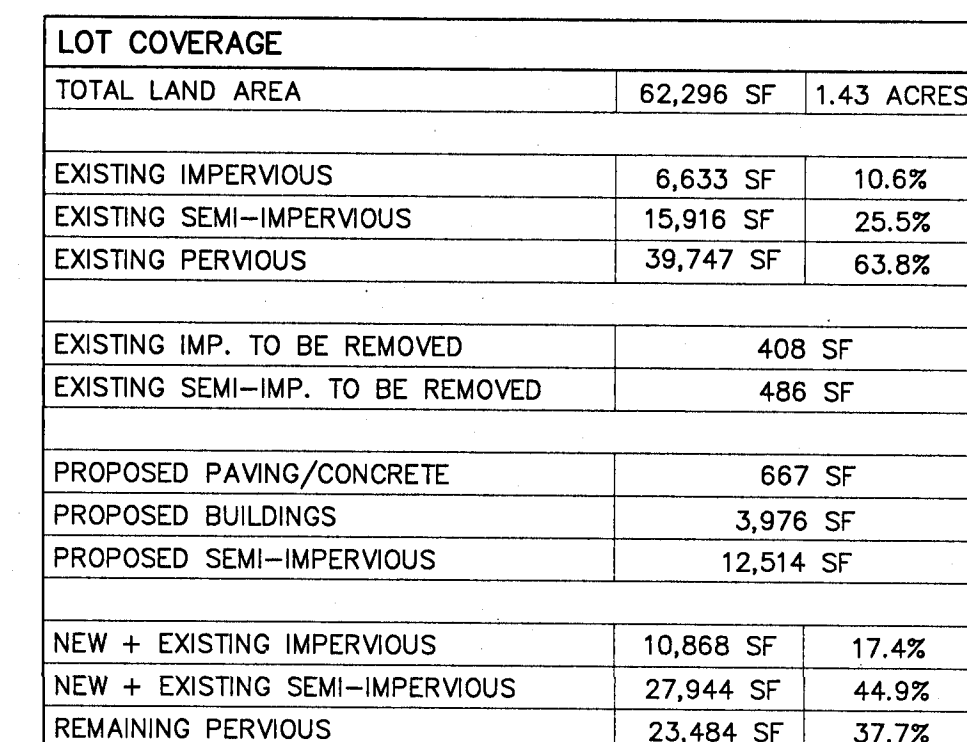 LOT COVERAGE
TOTAL LAND AREA 62,296 SF 1.43 ACRES
EXISTING IMPERVIOUS 6,633 SF 10.6%
EXISTING SEMI-IMPERVIOUS 15,916 SF 25.5%
EXISTING PERVIOUS 39,747 SF 63.8%
EXISTING IMP. TO BE REMOVED 408 SF
EXISTING SEMI-IMP. TO BE REMOVED 486 SF
PROPOSED PAVING/CONCRETE 667 SF
PROPOSED BUILDINGS 3,976 SF
PROPOSED SEMI-IMPERVIOUS 12,514 SF
NEW + EXISTING IMPERVIOUS 10,868 SF 17.4%
NEW + EXISTING SEMI-IMPERVIOUS 27,944 SF 44.9%
REMAINING PERVIOUS 23,484 SF 37.7%